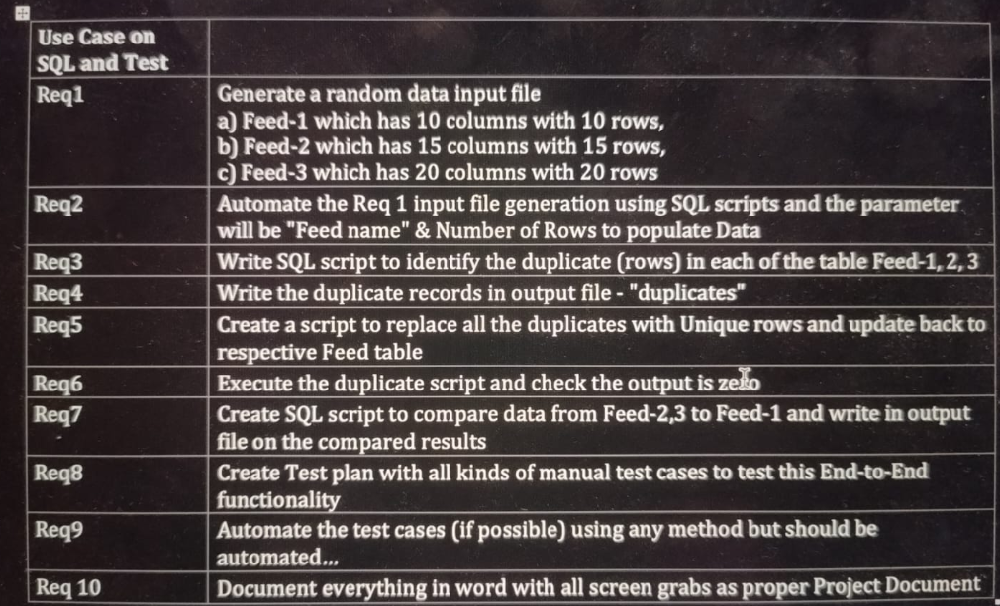 Use Case on
SQL and Test
Req1
Generate a random data input file
a) Feed-1 which has 10 columns with 10 rows,
b) Feed-2 which has 15 columns with 15 rows,
c) Feed-3 which has 20 columns with 20 rows
Req2
Automate the Req 1 input file generation using SQL scripts and the parameter
will be "Feed name" & Number of Rows to populate Data
Req3
Write SQL script to identify the duplicate (rows) in each of the table Feed-1, 2, 3
Req4
Write the duplicate records in output file - "duplicates"
Req5
Create a script to replace all the duplicates with Unique rows and update back to
respective Feed table
Req6
Execute the duplicate script and check the output is zero
Req7
Create SQL script to compare data from Feed-2,3 to Feed-1 and write in output
file on the compared results
Req8
Create Test plan with all kinds of manual test cases to test this End-to-End
functionality
Req9
Automate the test cases (if possible) using any method but should be
automated...
Req 10
Document everything in word with all screen grabs as proper Project Document